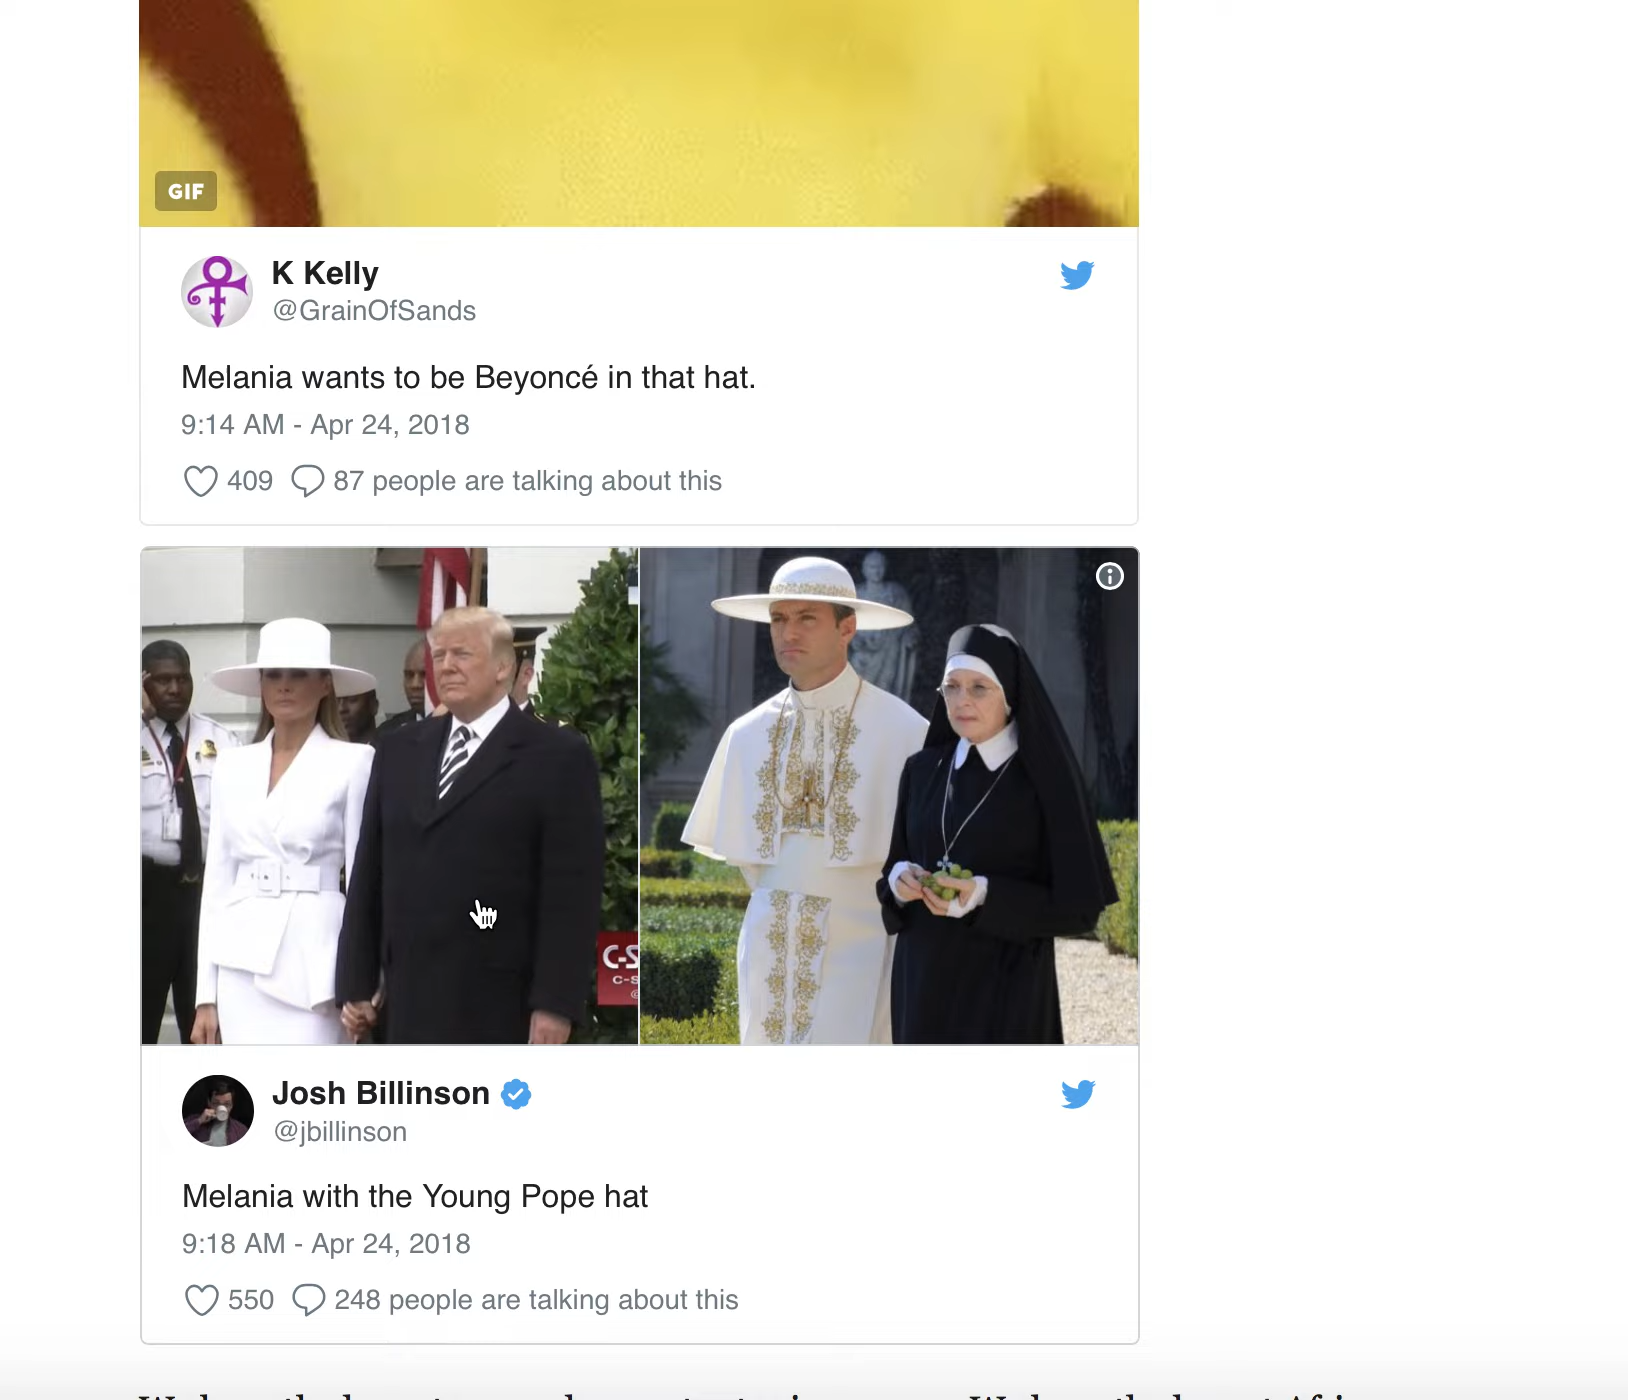 GIF
K Kelly
@GrainOfSands
Melania wants to be Beyoncé in that hat.
9:14 AM - Apr 24, 2018
409 87 people are talking about this
C-S
C-S
Josh Billinson
@jbillinson
Melania with the Young Pope hat
9:18 AM - Apr 24, 2018
550 248 people are talking about this